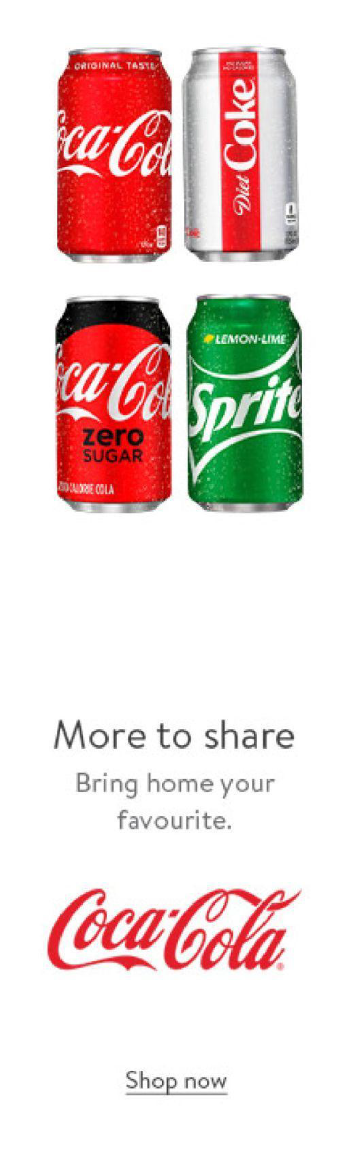 ORIGINAL TASTE
Coca-Cola
Diet Coke
Coca-Cola
zero
SUGAR
LEMON-LIME
Sprite
More to share
Bring home your
favourite.
Coca-Cola
Shop now